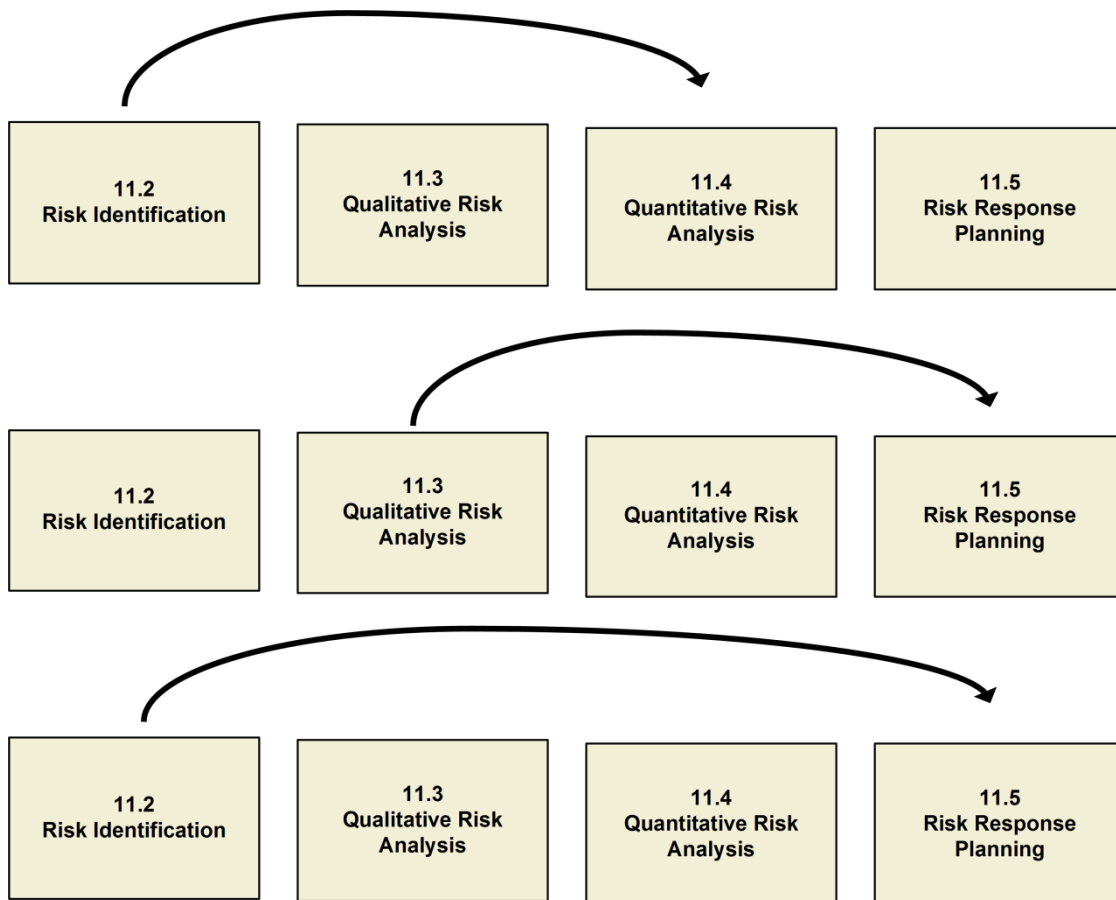 11.2
Risk Identification
11.3
Qualitative Risk
Analysis
11.4
Quantitative Risk
Analysis
11.5
Risk Response
Planning
11.2
Risk Identification
11.3
Qualitative Risk
Analysis
11.4
Quantitative Risk
Analysis
11.5
Risk Response
Planning
11.2
Risk Identification
11.3
Qualitative Risk
Analysis
11.4
Quantitative Risk
Analysis
11.5
Risk Response
Planning